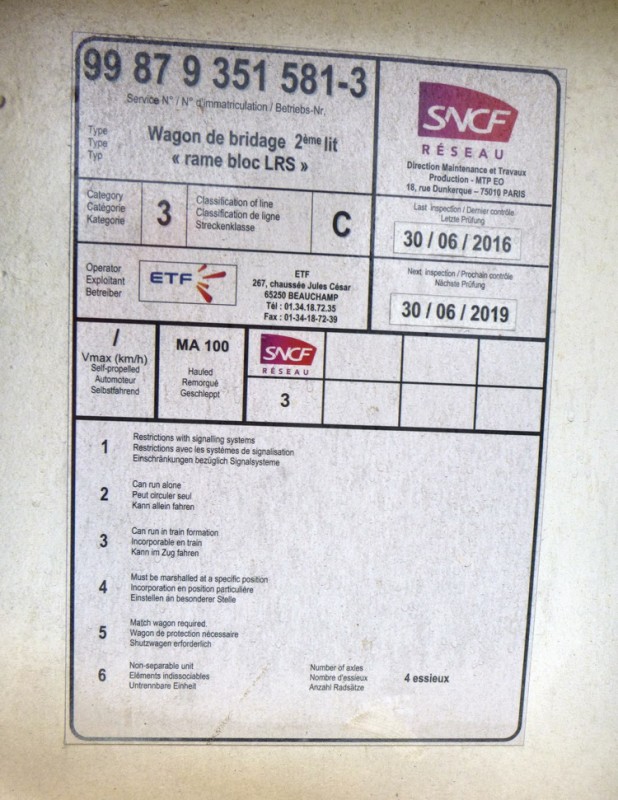 99 87 9 351 581-3
Service N° / N° d'immatriculation / Betriebs-Nr.
Type
Type
Typ
Wagon de bridage 2ème lit
« rame bloc LRS »
SNCF
RÉSEAU
Direction Maintenance et Travaux
Production - MTP EO
18, rue Dunkerque – 75010 PARIS
Category
Catégorie
Kategorie
3
Classification of line
Classification de ligne
Streckenklasse
C
Last inspection / Dernier contrôle
Letzte Prüfung
30 / 06 / 2016
Operator
Exploitant
Betreiber
ETF
ETF
267, chaussée Jules César
65250 BEAUCHAMP
Tél : 01.34.18.72.35
Fax : 01-34-18-72-39
Next inspection / Prochain contrôle
Nächste Prüfung
30 / 06 / 2019
/
Vmax (km/h)
Self-propelled
Automoteur
Selbstfahrend
MA 100
Hauled
Remorqué
Geschleppt
SNCF
RÉSEAU
3
1
Restrictions with signalling systems
Restrictions avec les systèmes de signalisation
Einschränkungen bezüglich Signalsysteme
2
Can run alone
Peut circuler seul
Kann allein fahren
3
Can run in train formation
Incorporable en train
Kann im Zug fahren
4
Must be marshalled at a specific position
Incorporation en position particulière
Einstellen an besonderer Stelle
5
Match wagon required.
Wagon de protection nécessaire
Shutzwagen erforderlich
6
Non-separable unit
Eléments indissociables
Untrennbare Einheit
Number of axles
Nombre d'essieux
Anzahl Radsätze
4 essieux